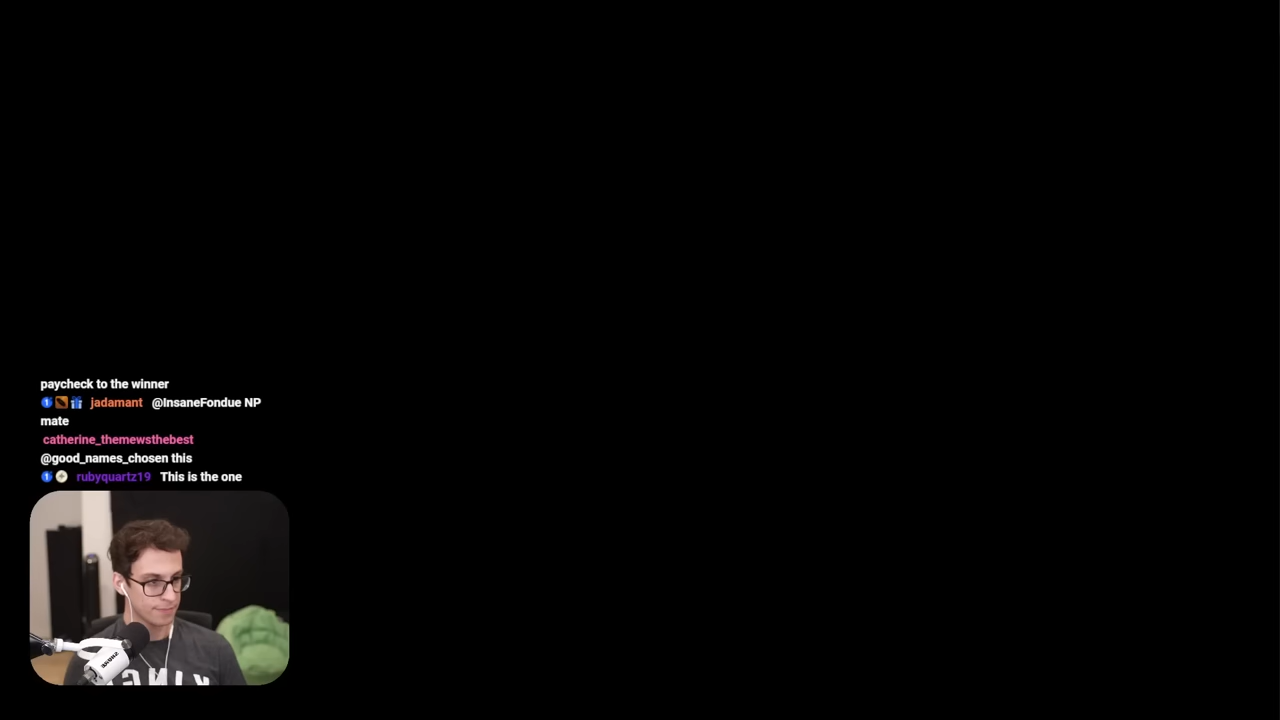 paycheck to the winner
jadamant @InsaneFondue NP
mate
catherine_themewsthebest
@good_names_chosen this
rubyquartz19 This is the one